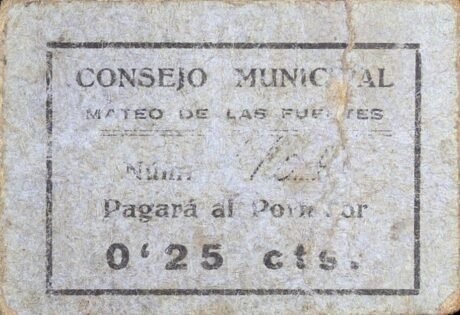 CONSEJO MUNICIPAL
MATEO DE LAS FUENTES
Núm.
Pagará al Portador
0'25 cts.